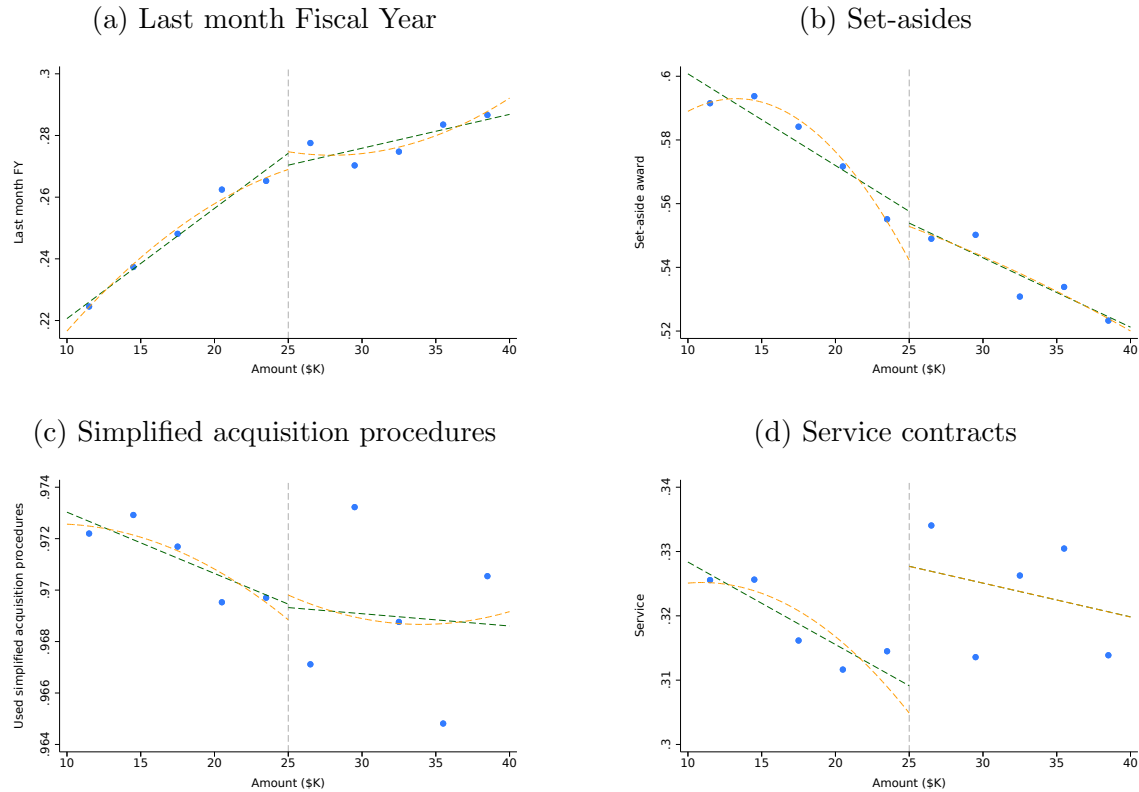 (a) Last month Fiscal Year
.3
.28
.26
.24
.22
Last month FY
10 15 20 25 30 35 40
Amount ($K)
(b) Set-asides
.6
.58
.56
.54
.52
Set-aside award
10 15 20 25 30 35 40
Amount ($K)
(c) Simplified acquisition procedures
.974
.972
.97
.968
.966
.964
Used simplified acquisition procedures
10 15 20 25 30 35 40
Amount ($K)
(d) Service contracts
.34
.33
.32
.31
.3
Service
10 15 20 25 30 35 40
Amount ($K)